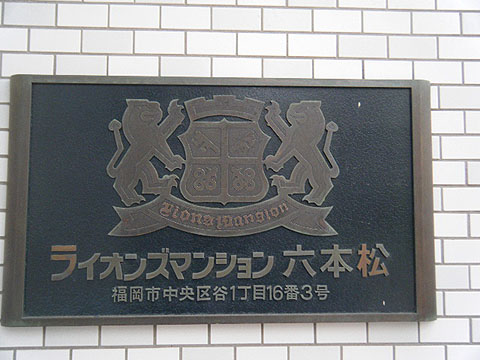 Lions Mansion
ライオンズマンション 六本松
福岡市中央区谷1丁目16番3号